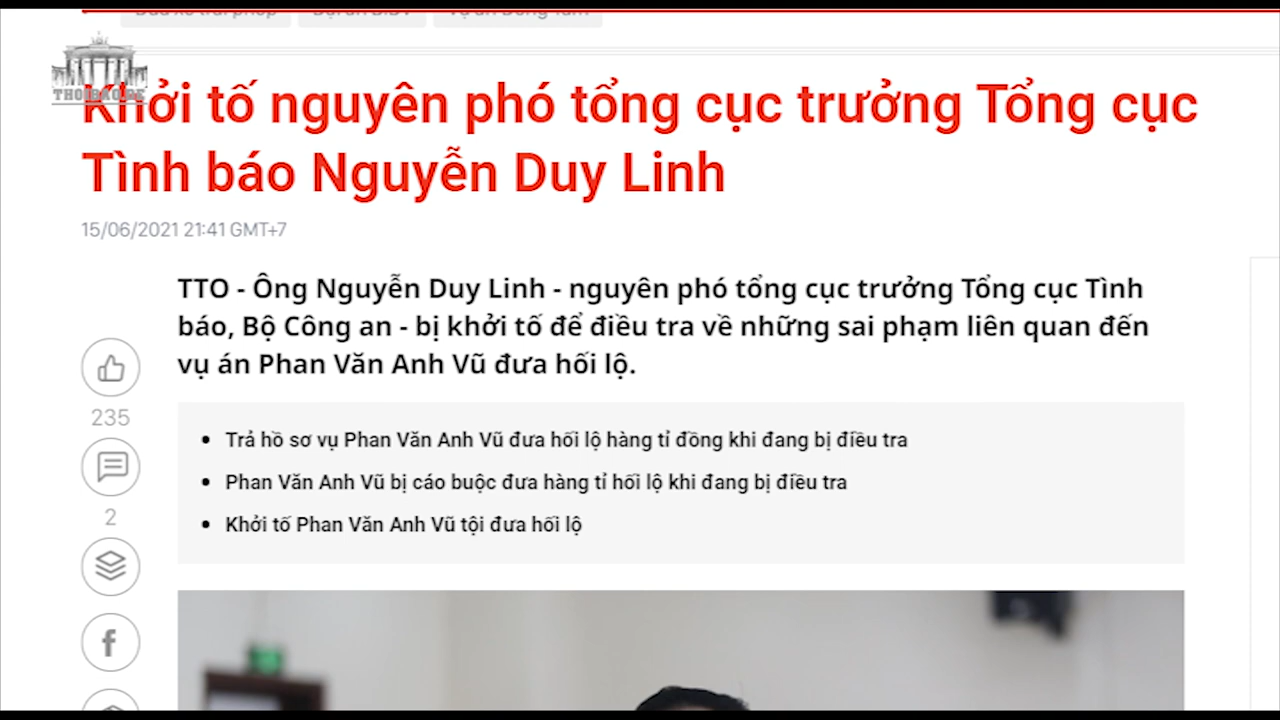 THOIBAO.DE
Khởi tố nguyên phó tổng cục trưởng Tổng cục
Tình báo Nguyễn Duy Linh
15/06/2021 21:41 GMT+7
TTO - Ông Nguyễn Duy Linh - nguyên phó tổng cục trưởng Tổng cục Tình
báo, Bộ Công an - bị khởi tố để điều tra về những sai phạm liên quan đến
vụ án Phan Văn Anh Vũ đưa hối lộ.
235
2
• Trả hồ sơ vụ Phan Văn Anh Vũ đưa hối lộ hàng tỉ đồng khi đang bị điều tra
• Phan Văn Anh Vũ bị cáo buộc đưa hàng tỉ hối lộ khi đang bị điều tra
• Khởi tố Phan Văn Anh Vũ tội đưa hối lộ